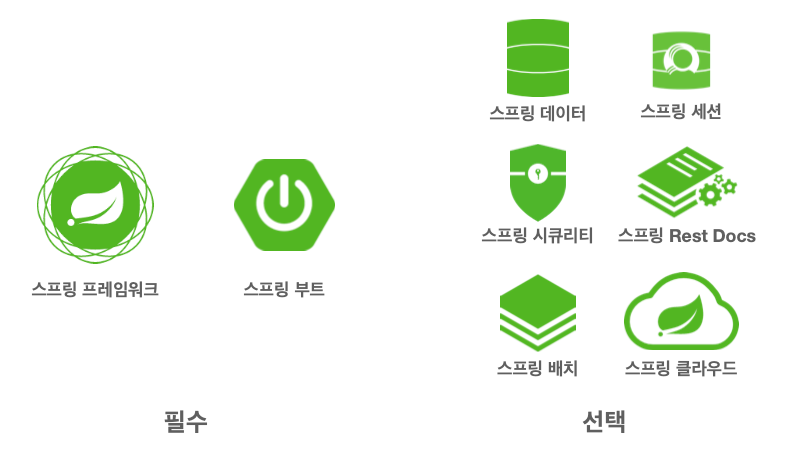 스프링 데이터
스프링 세션
스프링 시큐리티
스프링 Rest Docs
스프링 프레임워크
스프링 부트
스프링 배치
스프링 클라우드
필수
선택